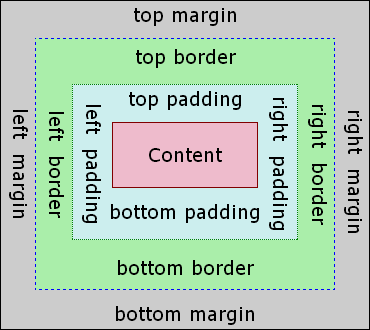 top margin
top border
top padding
left margin
left border
left padding
Content
right padding
right border
right margin
bottom padding
bottom border
bottom margin